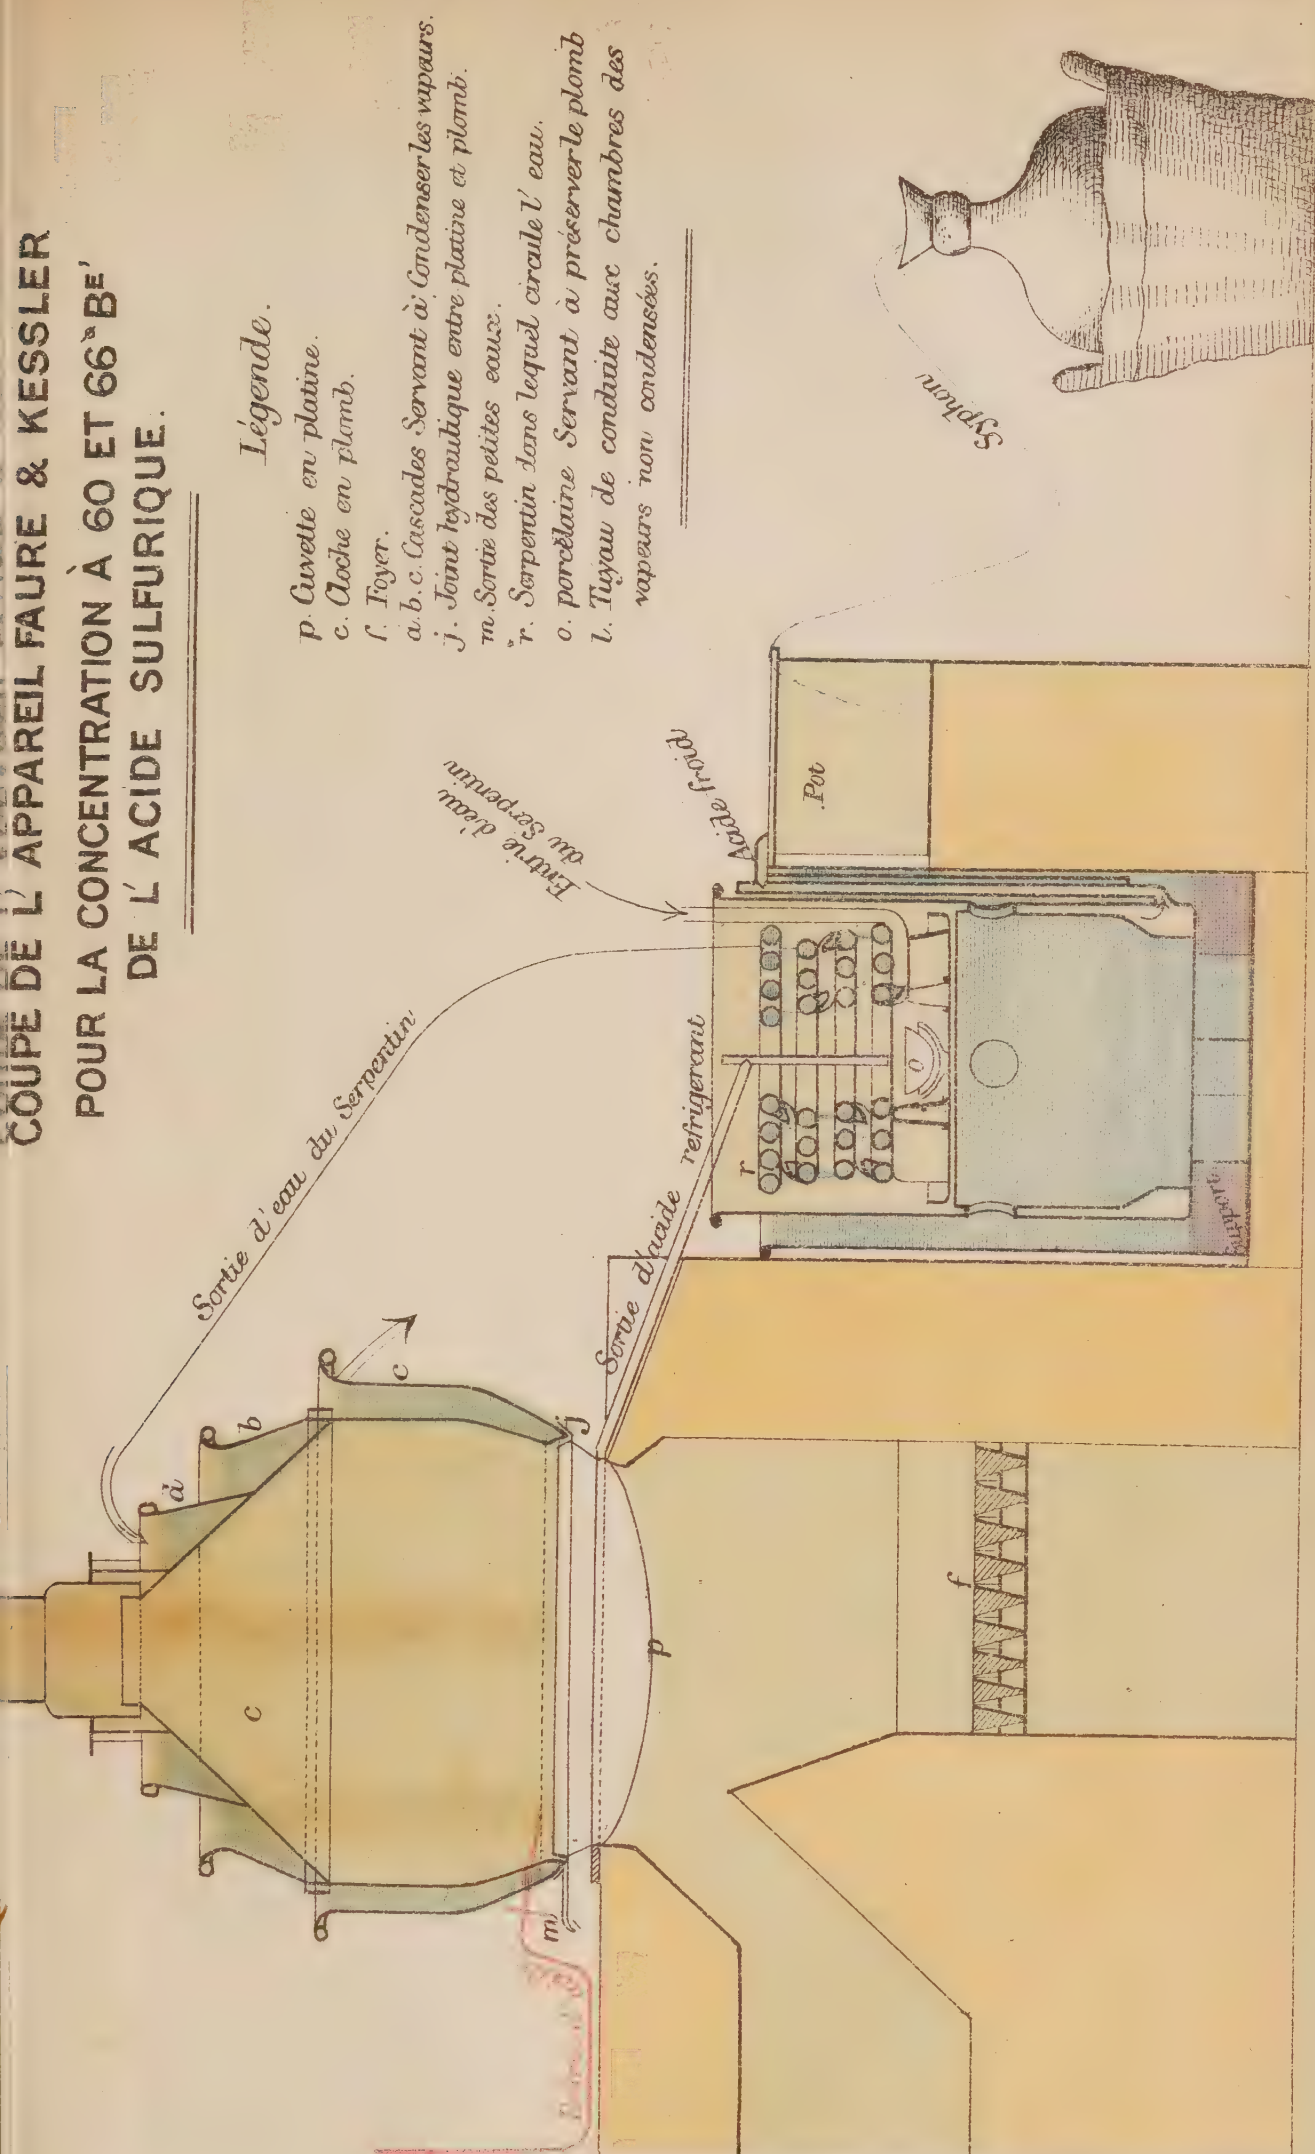 COUPE DE L' APPAREIL FAURE & KESSLER
POUR LA CONCENTRATION À 60 ET 66° BE'
DE L' ACIDE SULFURIQUE.
Légende.
p. Cuvette en platine.
c. Cloche en plomb.
f. Foyer.
a. b. c. Cascades Servant à Condenser les vapeurs.
j. Joint hydraulique entre platine et plomb.
m. Sortie des petites eaux.
r. Serpentin dans lequel circule l' eau.
o. porcelaine Servant à préserver le plomb
l. Tuyau de conduite aux chambres des
vapeurs non condensées.
Sortie d'eau du Serpentin
Entrie d'eau
du Serpentin
Acide froid
Sortie d'acide
refrigerant
Syphon
.Pot
Support
a
b
c
c
j
m
p
f
r
o